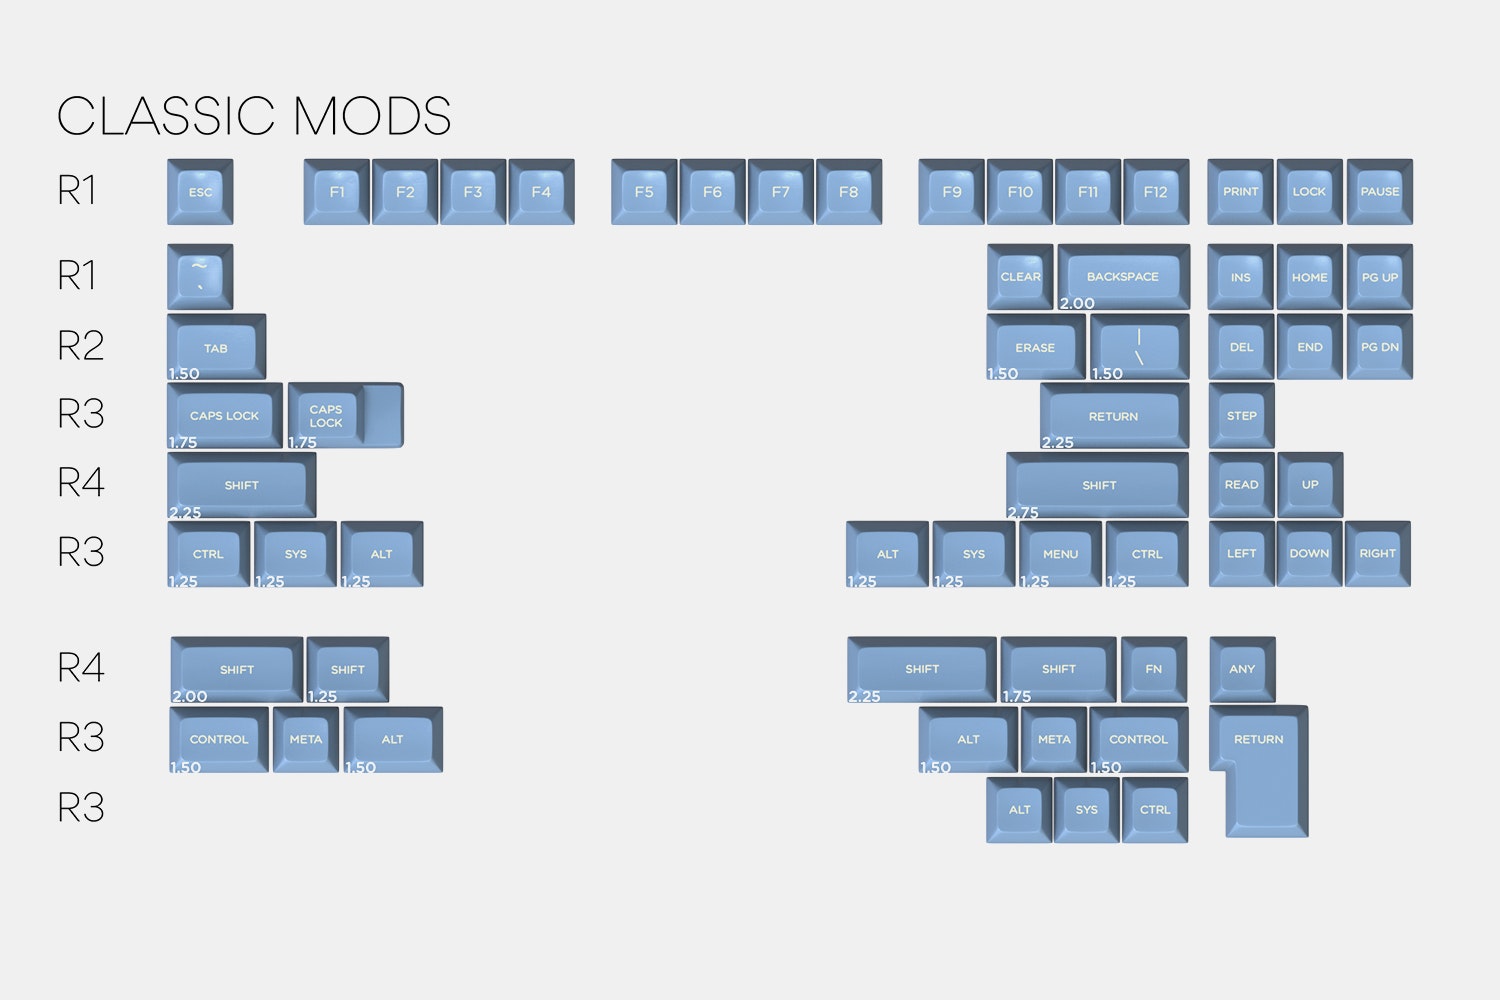 CLASSIC MODS
R1 ESC F1 F2 F3 F4 F5 F6 F7 F8 F9 F10 F11 F12 PRINT LOCK PAUSE
R1 ~ ` CLEAR BACKSPACE 2.00 INS HOME PG UP
R2 TAB 1.50 ERASE 1.50 | \ 1.50 DEL END PG DN
R3 CAPS LOCK 1.75 CAPS LOCK 1.75 RETURN 2.25 STEP
R4 SHIFT 2.25 SHIFT 2.75 READ UP
R3 CTRL 1.25 SYS 1.25 ALT 1.25 ALT 1.25 SYS 1.25 MENU 1.25 CTRL 1.25 LEFT DOWN RIGHT
R4 SHIFT 2.00 SHIFT 1.25 SHIFT 2.25 SHIFT 1.75 FN ANY
R3 CONTROL 1.50 META ALT 1.50 ALT 1.50 META CONTROL 1.50 RETURN
R3 ALT SYS CTRL